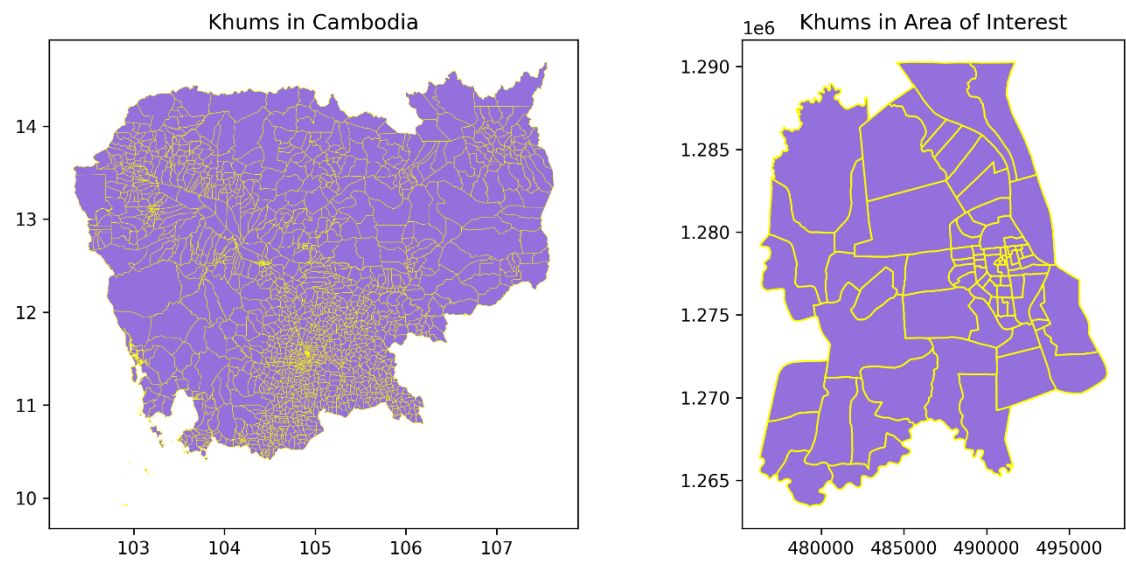 Khums in Cambodia
14
13
12
11
10
103 104 105 106 107
Khums in Area of Interest
1e6
1.290
1.285
1.280
1.275
1.270
1.265
480000 485000 490000 495000